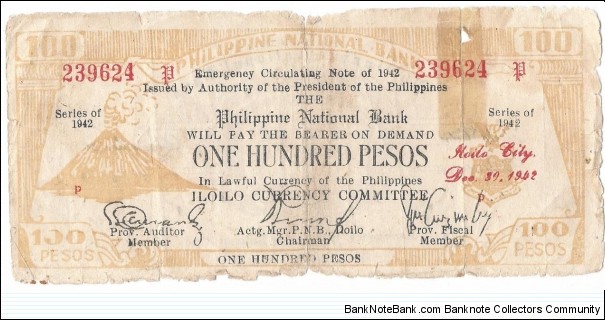 100 PHILIPPINE NATIONAL BANK 100
239624 P Emergency Circulating Note of 1942 239624 P
Issued by Authority of the President of the Philippines
THE
Series of 1942 Philippine National Bank Series of 1942
WILL PAY THE BEARER ON DEMAND
ONE HUNDRED PESOS Iloilo City,
In Lawful Currency of the Philippines Dec. 39, 1942
P ILOILO CURRENCY COMMITTEE P
Prov. Auditor Actg.Mgr.P.N.B., Iloilo Prov. Fiscal
Member Chairman Member
100 PESOS 100 PESOS
ONE HUNDRED PESOS
BankNoteBank.com - Banknote Collectors Community